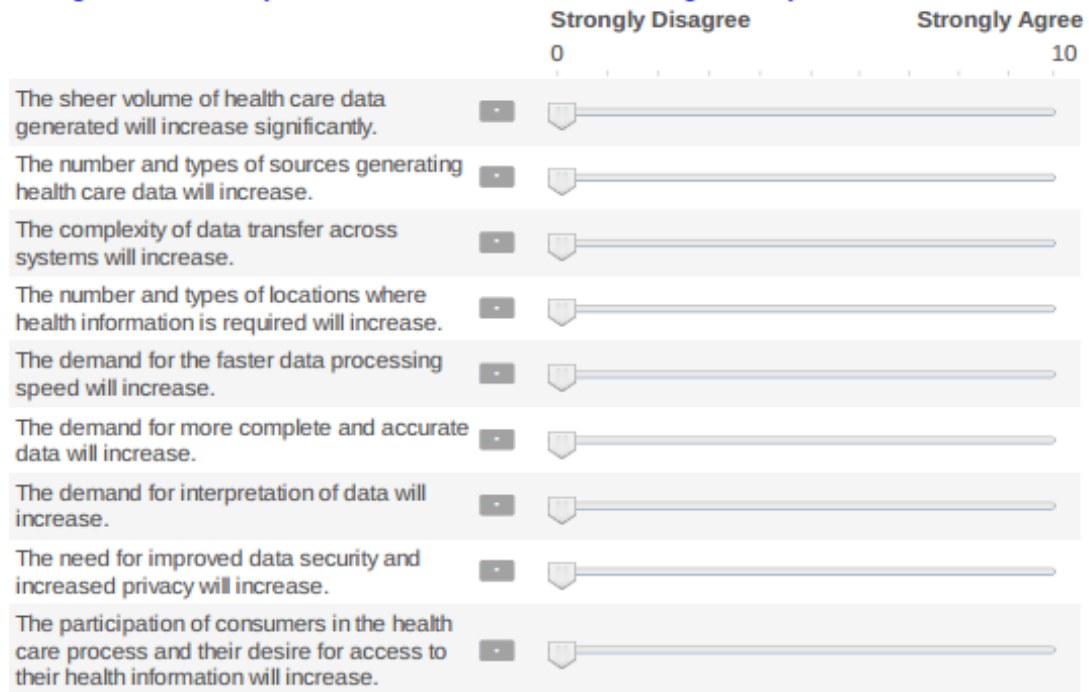 Strongly Disagree Strongly Agree
0 10
The sheer volume of health care data
generated will increase significantly.
The number and types of sources generating
health care data will increase.
The complexity of data transfer across
systems will increase.
The number and types of locations where
health information is required will increase.
The demand for the faster data processing
speed will increase.
The demand for more complete and accurate
data will increase.
The demand for interpretation of data will
increase.
The need for improved data security and
increased privacy will increase.
The participation of consumers in the health
care process and their desire for access to
their health information will increase.